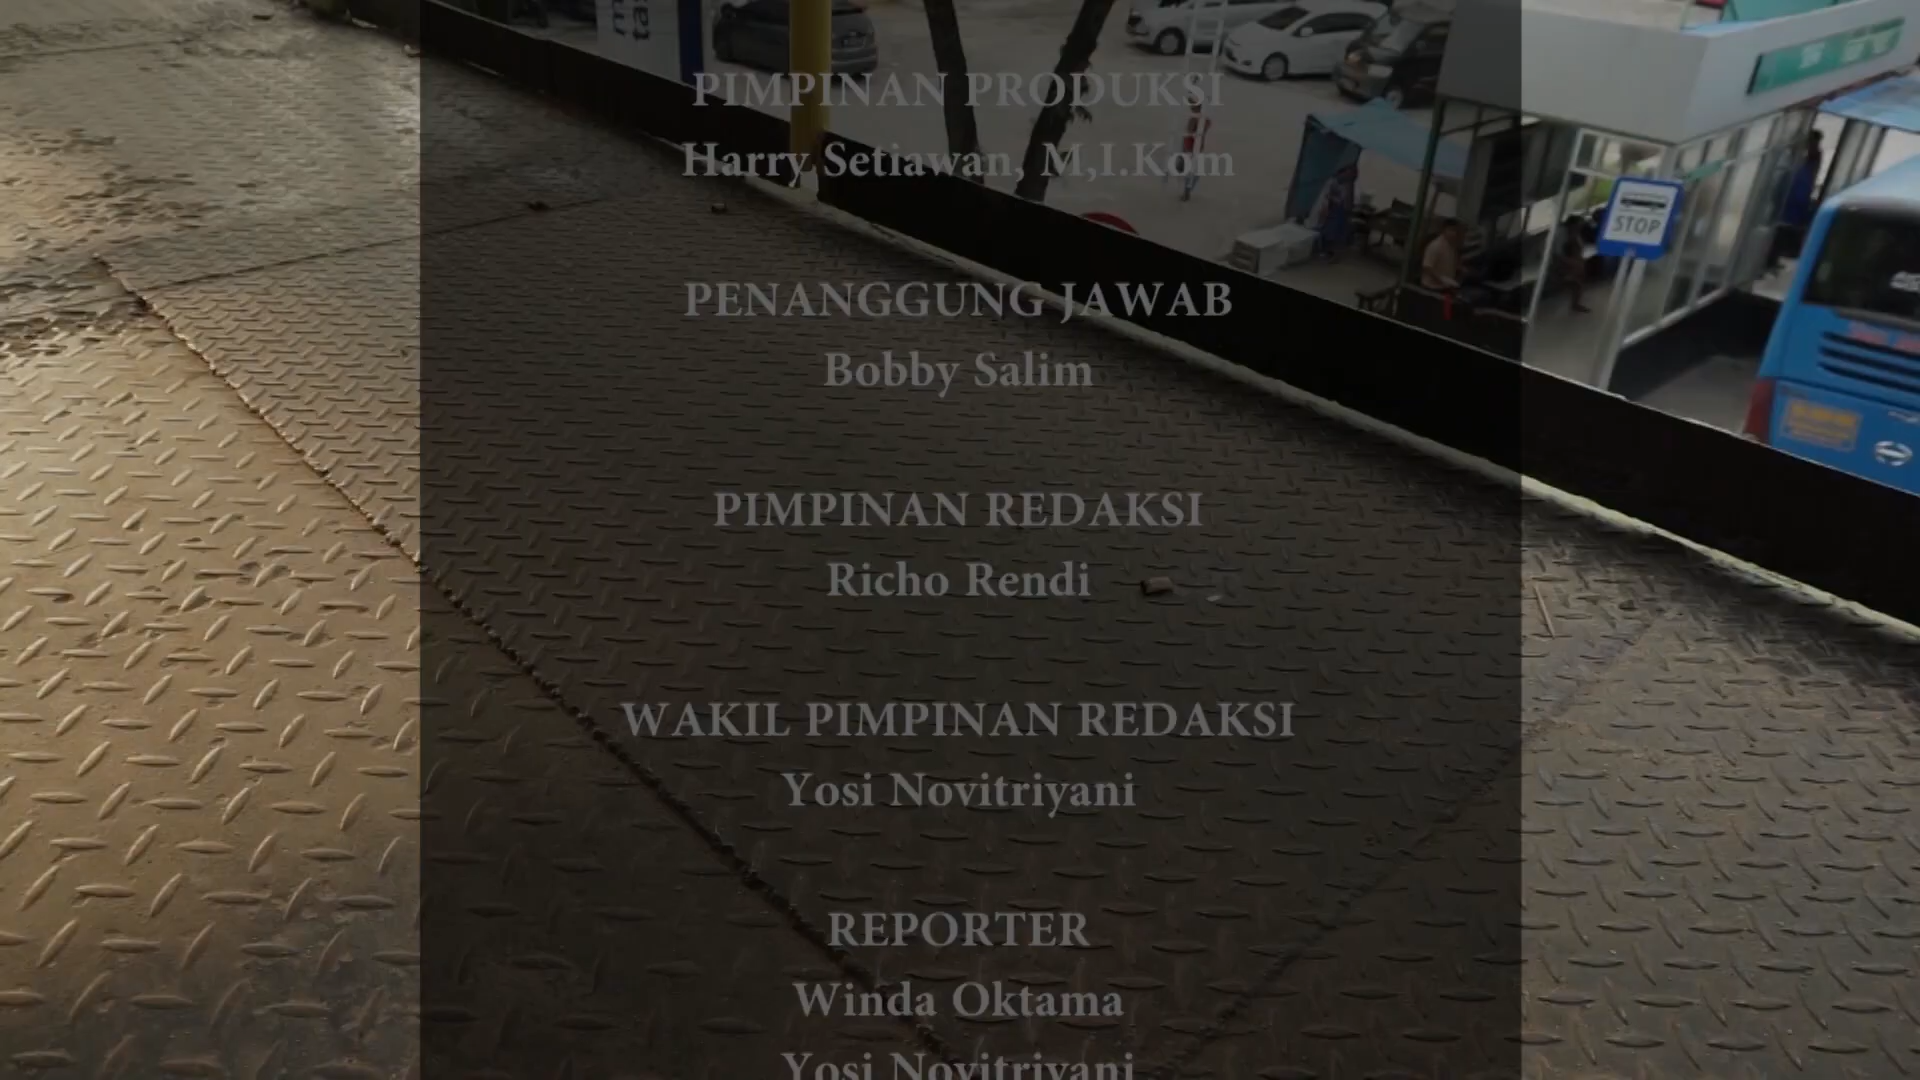 PIMPINAN PRODUKSI
Harry Setiawan, M,I.Kom
PENANGGUNG JAWAB
Bobby Salim
PIMPINAN REDAKSI
Richo Rendi
WAKIL PIMPINAN REDAKSI
Yosi Novitriyani
REPORTER
Winda Oktama
Yosi Novitriyani
STOP